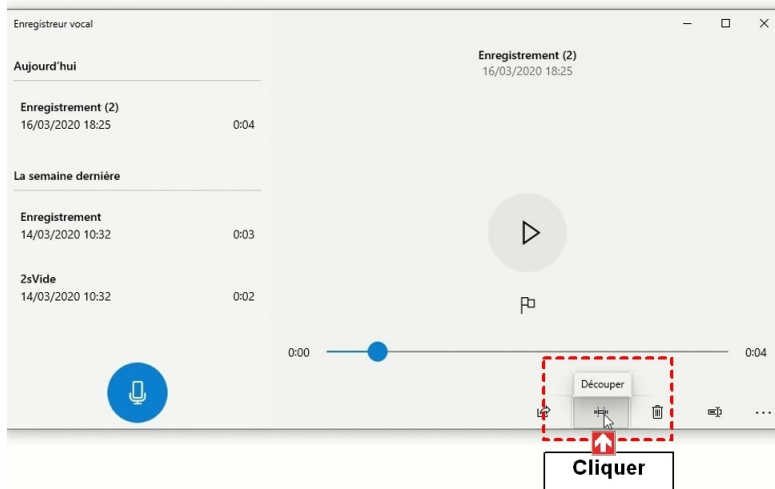 Enregistreur vocal
Aujourd'hui
Enregistrement (2)
16/03/2020 18:25 0:04
La semaine dernière
Enregistrement
14/03/2020 10:32 0:03
2sVide
14/03/2020 10:32 0:02
Enregistrement (2)
16/03/2020 18:25
0:00 0:04
Découper
Cliquer